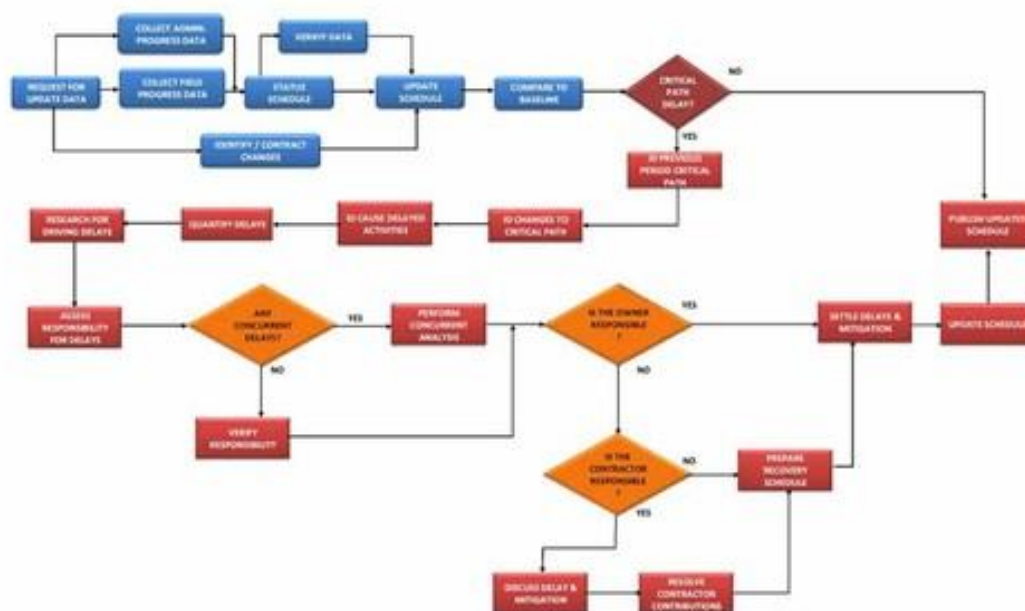 COLLECT ADMIN.
PROGRESS DATA
VERIFY DATA
REQUEST FOR
UPDATE DATA
COLLECT FIELD
PROGRESS DATA
STATUS
SCHEDULE
UPDATE
SCHEDULE
COMPARE TO
BASELINE
CRITICAL
PATH
DELAY?
NO
IDENTIFY / CONTRACT
CHANGES
YES
ID PREVIOUS
PERIOD CRITICAL
PATH
RESEARCH FOR
DRIVING DELAYS
QUANTIFY DELAYS
ID CAUSE DELAYED
ACTIVITIES
ID CHANGES TO
CRITICAL PATH
PUBLISH UPDATED
SCHEDULE
ASSESS
RESPONSIBILITY
FOR DELAYS
ANY
CONCURRENT
DELAYS?
YES
PERFORM
CONCURRENT
ANALYSIS
IS THE OWNER
RESPONSIBLE
?
YES
SETTLE DELAYS &
MITIGATION
UPDATE SCHEDULE
NO
NO
VERIFY
RESPONSIBILITY
IS THE
CONTRACTOR
RESPONSIBLE
?
NO
PREPARE
RECOVERY
SCHEDULE
YES
DISCUSS DELAY &
MITIGATION
RESOLVE
CONTRACTOR
CONTRIBUTIONS